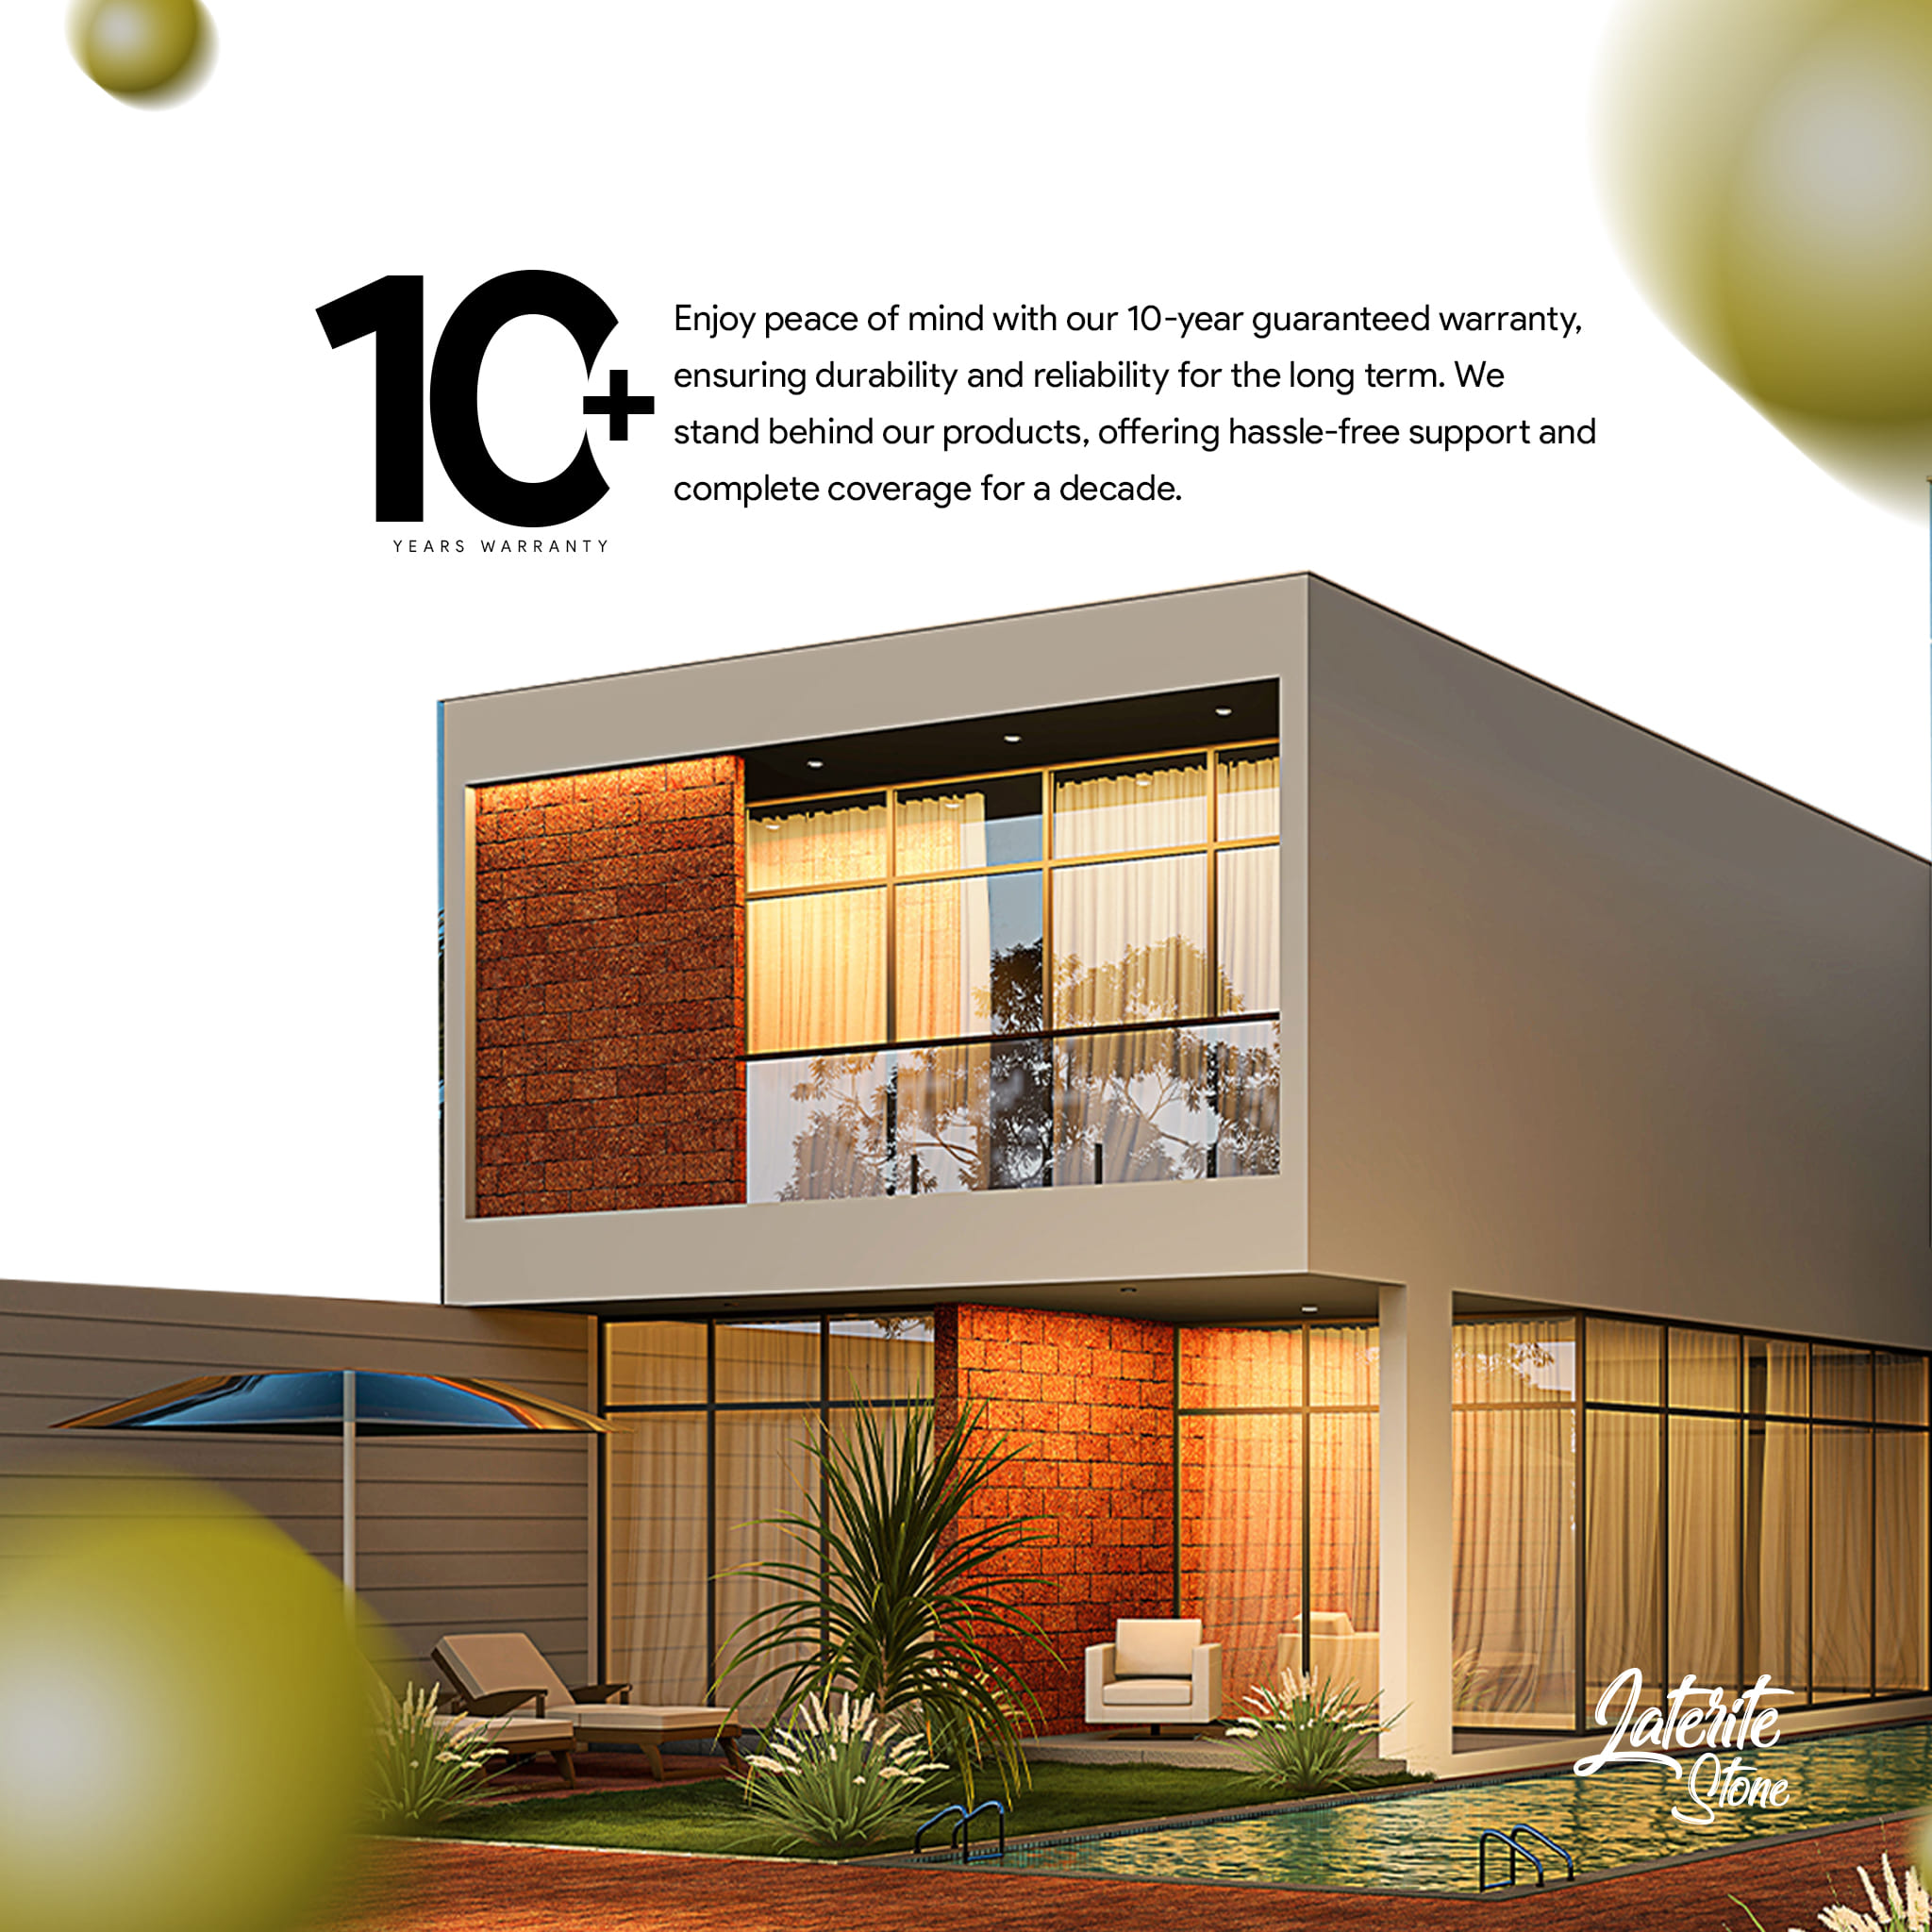 10+
YEARS WARRANTY
Enjoy peace of mind with our 10-year guaranteed warranty,
ensuring durability and reliability for the long term. We
stand behind our products, offering hassle-free support and
complete coverage for a decade.
Laterite
Stone